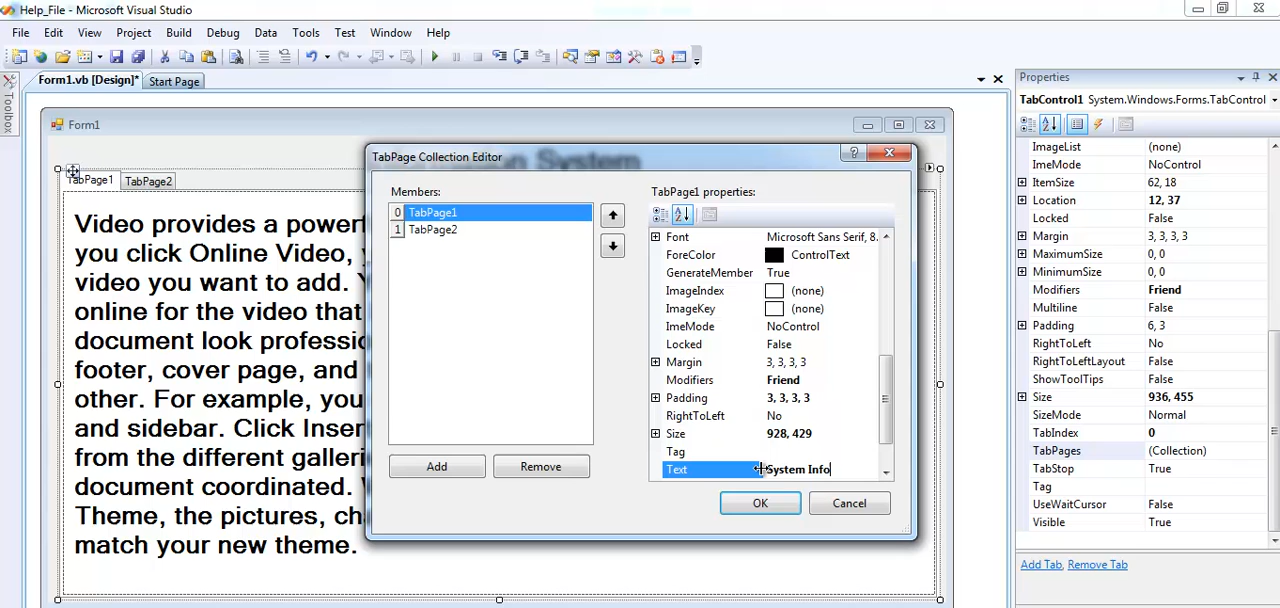 Help_File - Microsoft Visual Studio
File Edit View Project Build Debug Data Tools Test Window Help
Form1.vb [Design]* Start Page
Toolbox
Form1
TabPage1 TabPage2
Video provides a powerf
you click Online Video, y
video you want to add. Y
online for the video that
document look professio
footer, cover page, and
other. For example, you
and sidebar. Click Inser
from the different galleri
document coordinated. W
Theme, the pictures, ch
match your new theme.
System
TabPage Collection Editor
Members:
0 TabPage1
1 TabPage2
Add Remove
TabPage1 properties:
Font Microsoft Sans Serif, 8.
ForeColor ControlText
GenerateMember True
ImageIndex (none)
ImageKey (none)
ImeMode NoControl
Locked False
Margin 3, 3, 3, 3
Modifiers Friend
Padding 3, 3, 3, 3
RightToLeft No
Size 928, 429
Tag
Text System Info
OK Cancel
Properties
TabControl1 System.Windows.Forms.TabControl
ImageList (none)
ImeMode NoControl
ItemSize 62, 18
Location 12, 37
Locked False
Margin 3, 3, 3, 3
MaximumSize 0, 0
MinimumSize 0, 0
Modifiers Friend
Multiline False
Padding 6, 3
RightToLeft No
RightToLeftLayout False
ShowToolTips False
Size 936, 455
SizeMode Normal
TabIndex 0
TabPages (Collection)
TabStop True
Tag
UseWaitCursor False
Visible True
Add Tab, Remove Tab